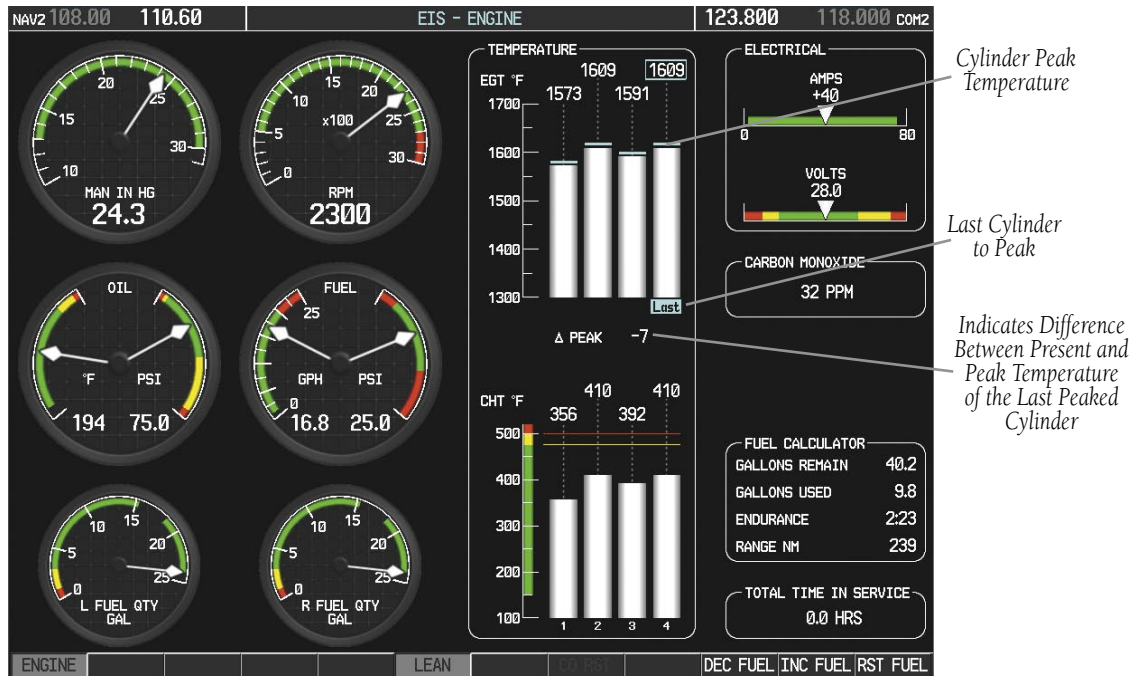 NAV2 108.00 110.60 EIS - ENGINE 123.800 118.000 COM2
10 15 20 25 30
MAN IN HG
24.3
0 5 10 15 20 25 30
x100
RPM
2300
OIL
°F PSI
194 75.0
FUEL
25
GPH PSI
0
16.8 25.0
0 5 10 15 20 25
L FUEL QTY
GAL
0 5 10 15 20 25
R FUEL QTY
GAL
TEMPERATURE
EGT °F
1573 1609 1591 1609
1700
1600
1500
1400
1300
Last
Δ PEAK -7
CHT °F
356 410 392 410
500
400
300
200
100
1 2 3 4
ELECTRICAL
AMPS
+40
0 80
VOLTS
28.0
CARBON MONOXIDE
32 PPM
FUEL CALCULATOR
GALLONS REMAIN 40.2
GALLONS USED 9.8
ENDURANCE 2:23
RANGE NM 239
TOTAL TIME IN SERVICE
0.0 HRS
ENGINE LEAN CO RST DEC FUEL INC FUEL RST FUEL
Cylinder Peak
Temperature
Last Cylinder
to Peak
Indicates Difference
Between Present and
Peak Temperature
of the Last Peaked
Cylinder